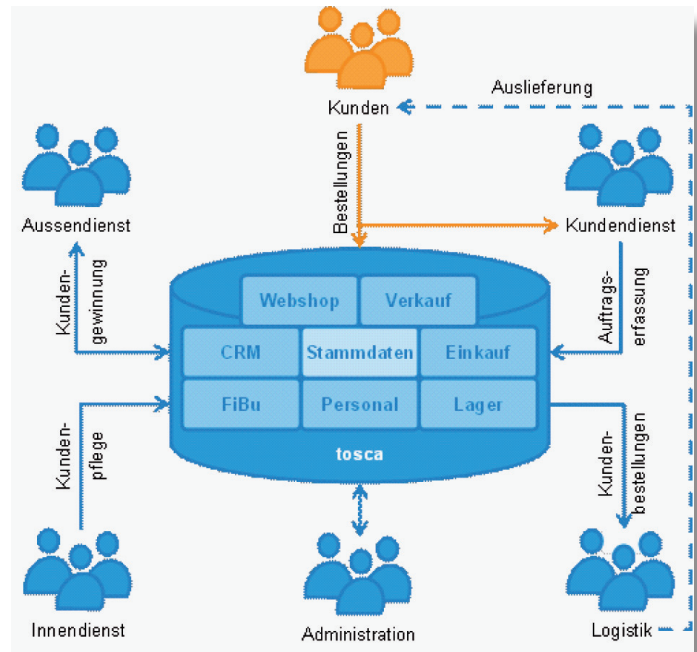 Auslieferung
Kunden
Bestellungen
Aussendienst
Kundendienst
Kunden-
gewinnung
Auftrags-
erfassung
Webshop
Verkauf
CRM
Stammdaten
Einkauf
FiBu
Personal
Lager
tosca
Kunden-
pflege
Kunden-
bestellungen
Innendienst
Administration
Logistik